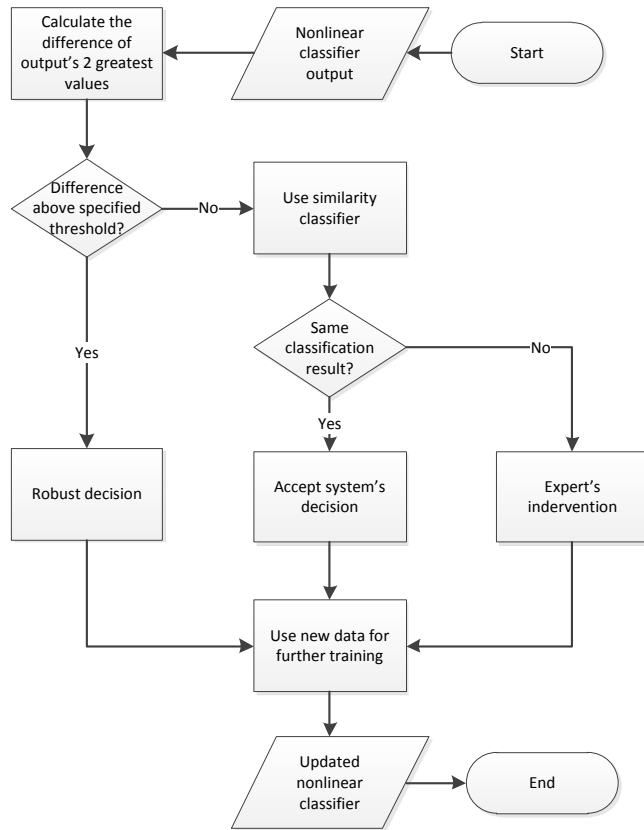 Start
Nonlinear
classifier
output
Calculate the
difference of
output's 2 greatest
values
Difference
above specified
threshold?
No
Use similarity
classifier
Same
classification
result?
Yes
No
Yes
Robust decision
Accept system's
decision
Expert's
indervention
Use new data for
further training
Updated
nonlinear
classifier
End